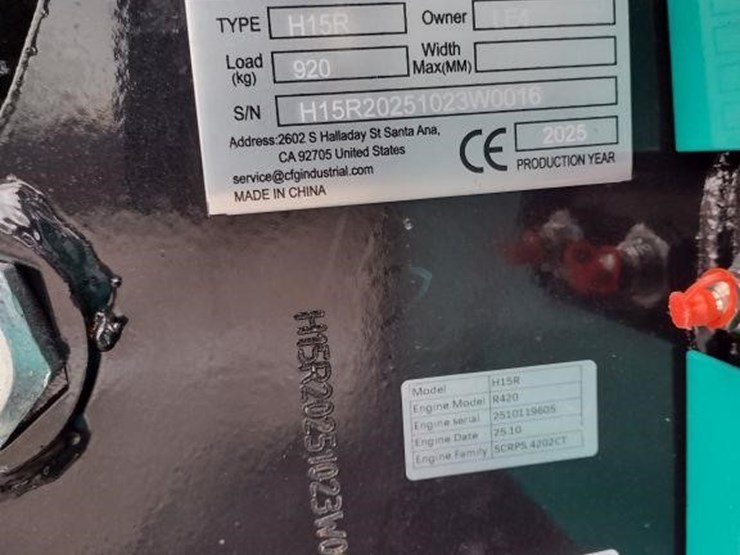 TYPE H15R Owner
Load (kg) 920 Width Max(MM)
S/N H15R20251023W0016
Address:2602 S Halladay St Santa Ana,
CA 92705 United States
service@cfgindustrial.com
MADE IN CHINA
CE 2025
PRODUCTION YEAR
H15R20251023W0
Model H15R
Engine Model R420
Engine serial 2510119605
Engine Date 25.10
Engine Family SCRPS.4202CT